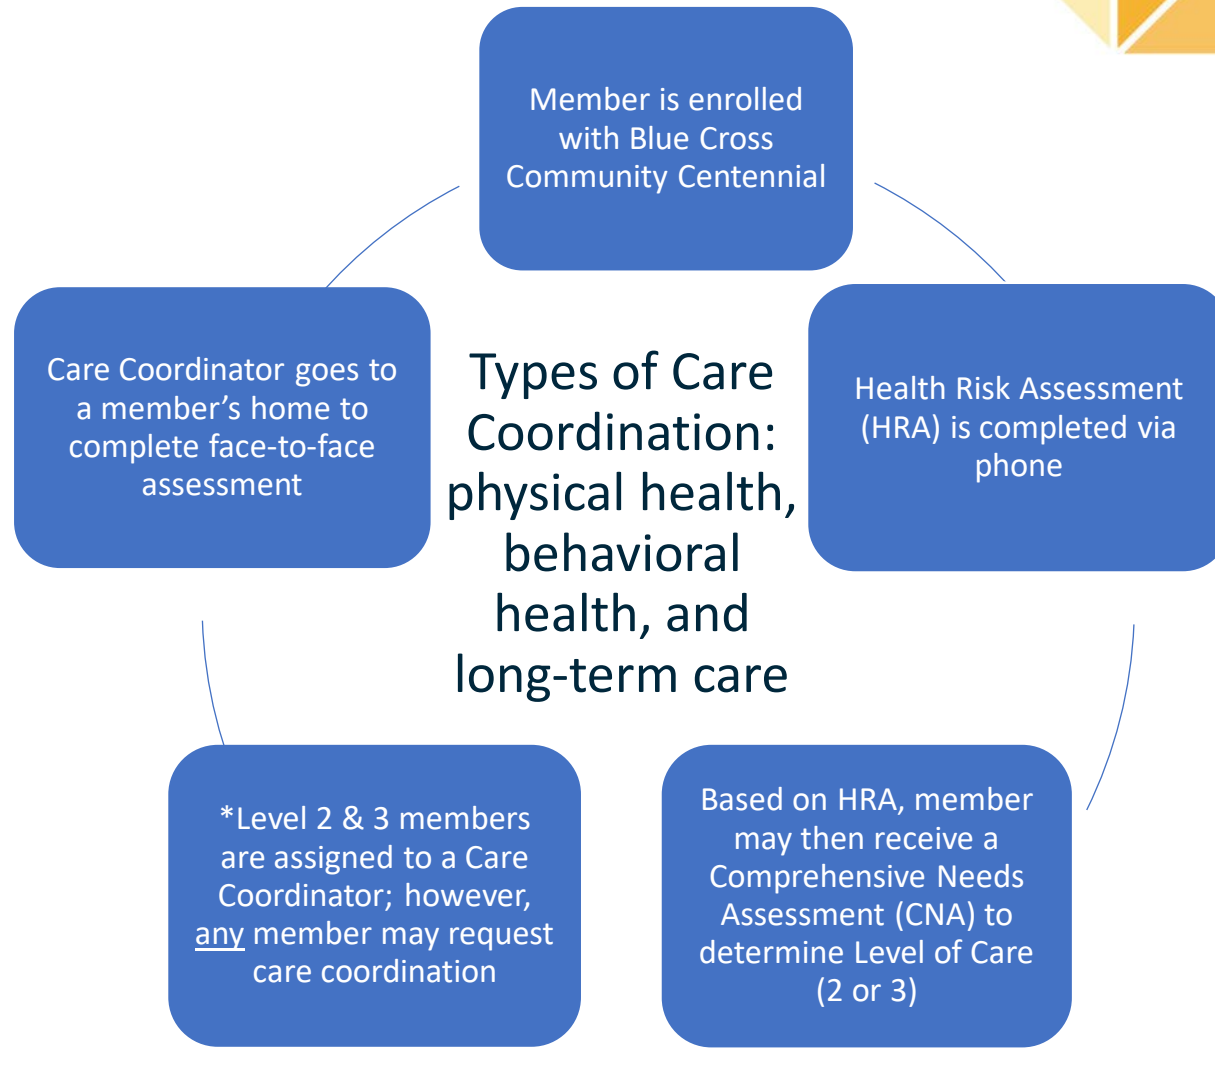 Member is enrolled
with Blue Cross
Community Centennial
Health Risk Assessment
(HRA) is completed via
phone
Based on HRA, member
may then receive a
Comprehensive Needs
Assessment (CNA) to
determine Level of Care
(2 or 3)
*Level 2 & 3 members
are assigned to a Care
Coordinator; however,
any member may request
care coordination
Care Coordinator goes to
a member’s home to
complete face-to-face
assessment
Types of Care
Coordination:
physical health,
behavioral
health, and
long-term care